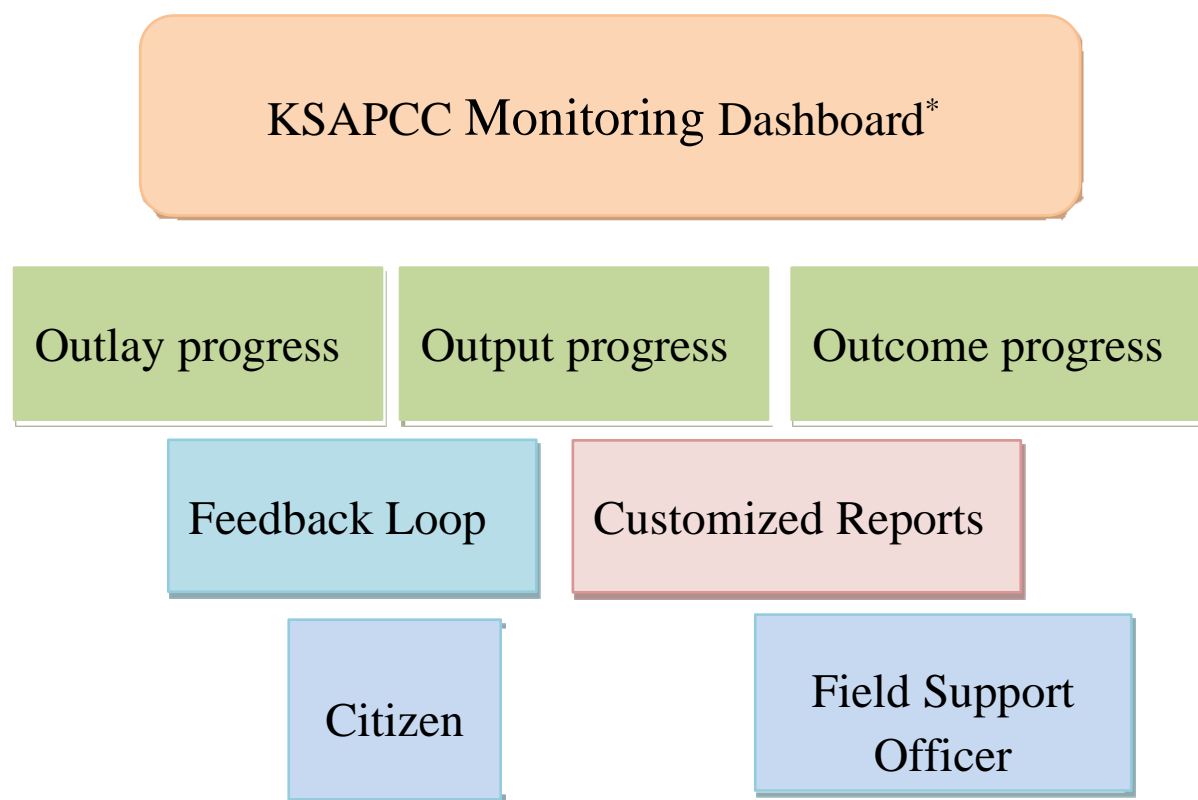 KSAPCC Monitoring Dashboard*
Outlay progress
Output progress
Outcome progress
Feedback Loop
Customized Reports
Citizen
Field Support
Officer